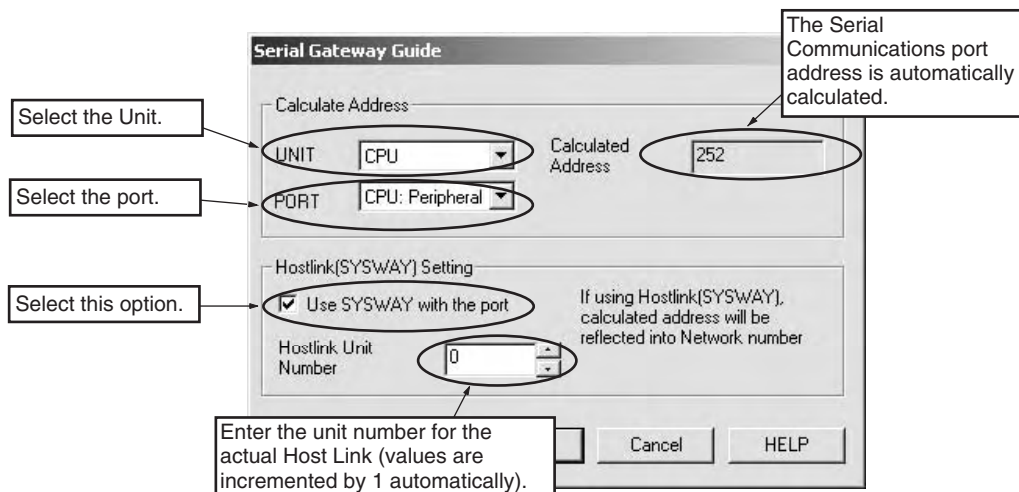 The Serial
Communications port
address is automatically
calculated.
Serial Gateway Guide
Calculate Address
Select the Unit.
UNIT
CPU
Calculated
Address
252
Select the port.
PORT
CPU: Peripheral
Hostlink(SYSWAY) Setting
Select this option.
Use SYSWAY with the port
If using Hostlink(SYSWAY),
calculated address will be
reflected into Network number
Hostlink Unit
Number
0
Enter the unit number for the
actual Host Link (values are
incremented by 1 automatically).
Cancel
HELP